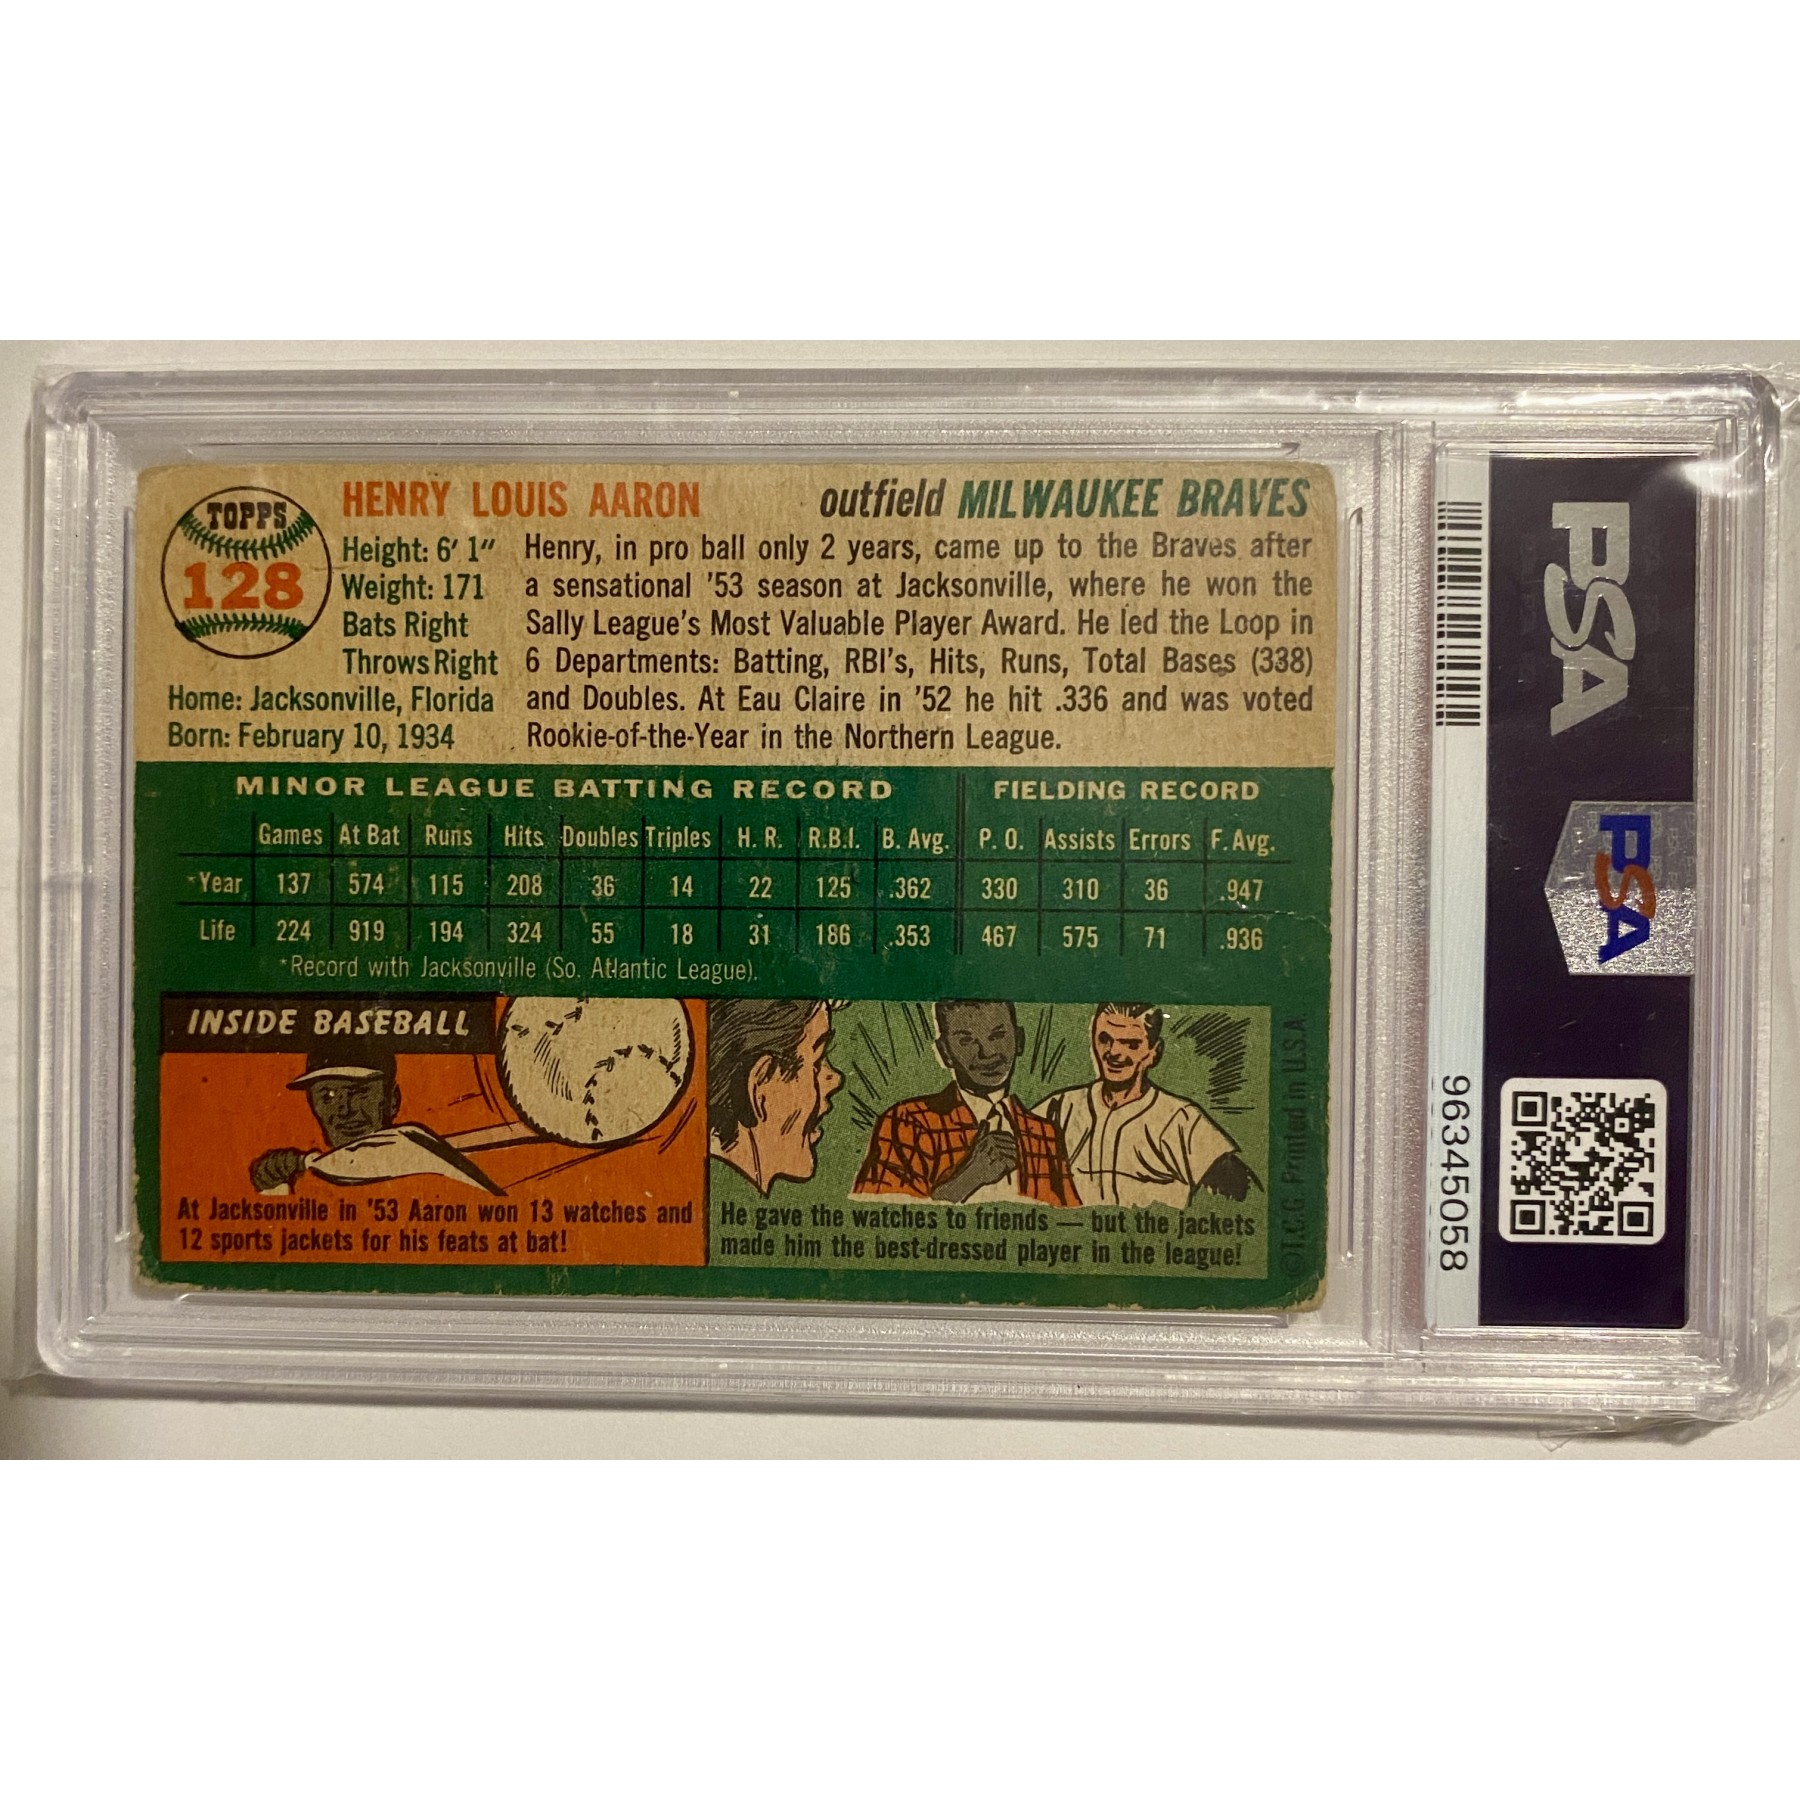 TOPPS
128
HENRY LOUIS AARON
outfield MILWAUKEE BRAVES
Height: 6' 1"
Weight: 171
Bats Right
Throws Right
Home: Jacksonville, Florida
Born: February 10, 1934
Henry, in pro ball only 2 years, came up to the Braves after
a sensational '53 season at Jacksonville, where he won the
Sally League's Most Valuable Player Award. He led the Loop in
6 Departments: Batting, RBI's, Hits, Runs, Total Bases (338)
and Doubles. At Eau Claire in '52 he hit .336 and was voted
Rookie-of-the-Year in the Northern League.
MINOR LEAGUE BATTING RECORD FIELDING RECORD
Games At Bat Runs Hits Doubles Triples H. R. R.B.I. B. Avg. P. O. Assists Errors F. Avg.
*Year 137 574 115 208 36 14 22 125 .362 330 310 36 .947
Life 224 919 194 324 55 18 31 186 .353 467 575 71 .936
*Record with Jacksonville (So. Atlantic League).
INSIDE BASEBALL
At Jacksonville in '53 Aaron won 13 watches and
12 sports jackets for his feats at bat!
He gave the watches to friends — but the jackets
made him the best-dressed player in the league!
©T.C.G. Printed in U.S.A.
PSA
PSA
96345058